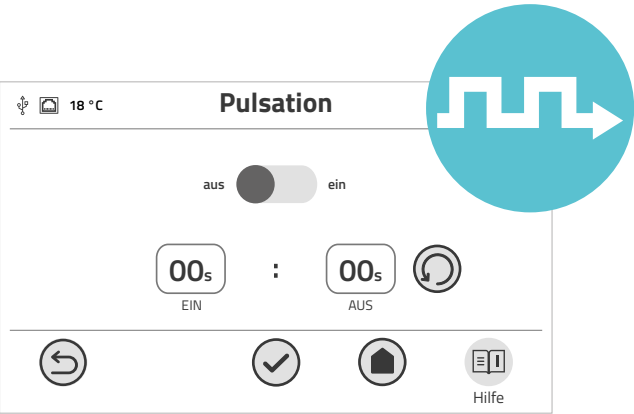 18 °C Pulsation
aus ein
00s : 00s
EIN AUS
Hilfe